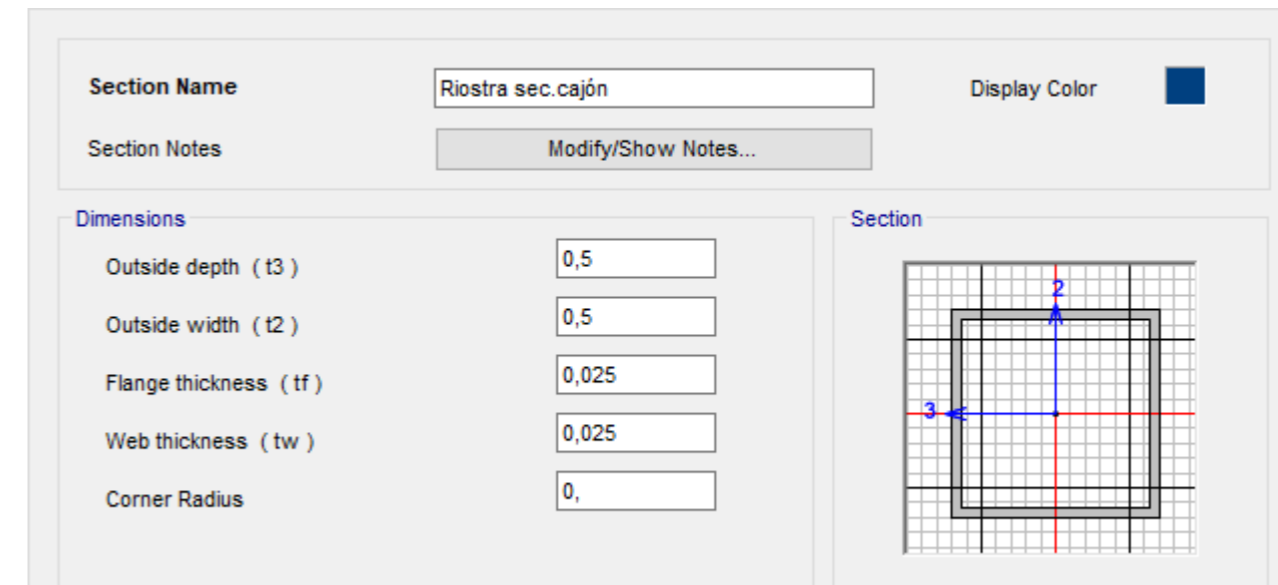 Section Name
Riostra sec.cajón
Display Color
Section Notes
Modify/Show Notes...
Dimensions
Outside depth ( t3 )
0,5
Outside width ( t2 )
0,5
Flange thickness ( tf )
0,025
Web thickness ( tw )
0,025
Corner Radius
0,
Section
2
3